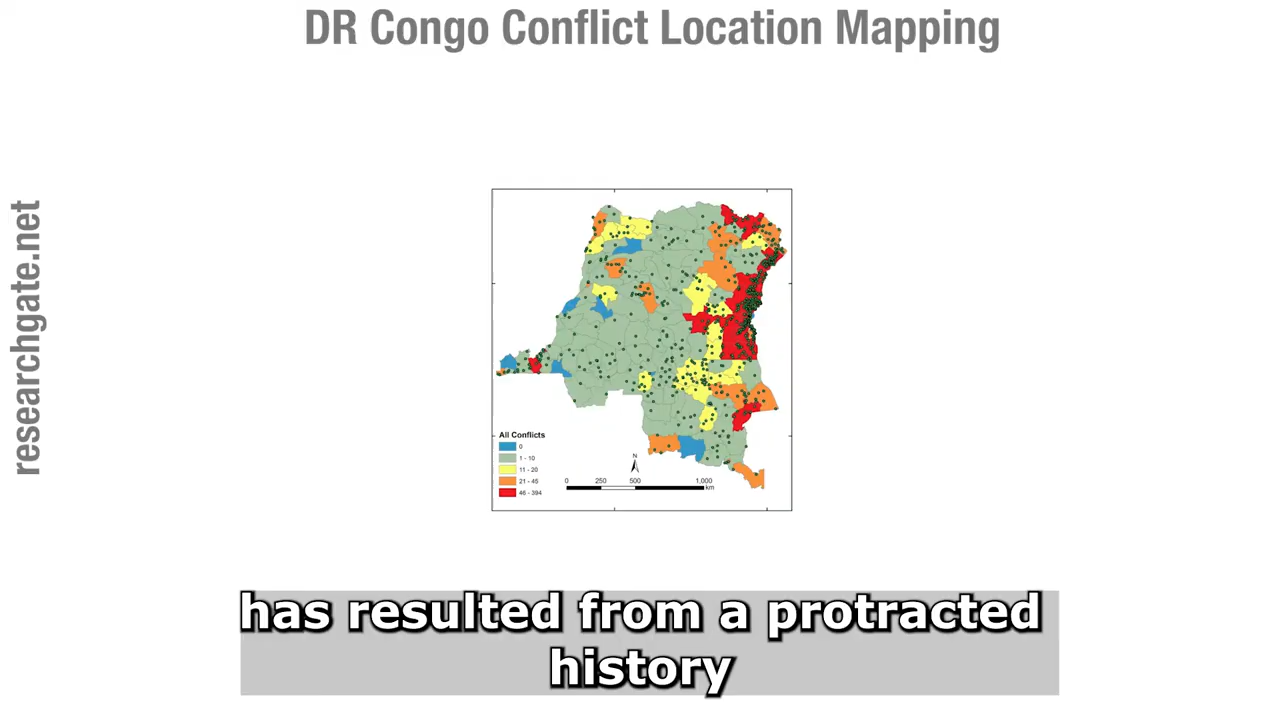 DR Congo Conflict Location Mapping
researchgate.net
All Conflicts
0
1 - 10
11 - 20
21 - 45
46 - 394
N
0 250 500 1,000
km
has resulted from a protracted
history